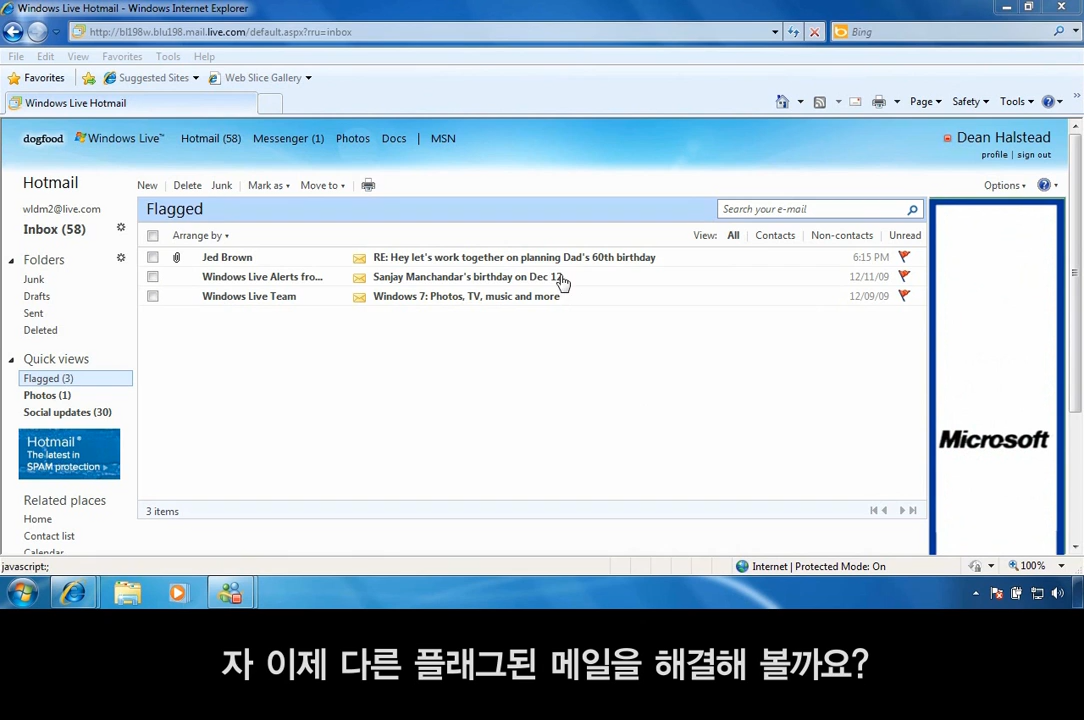 Windows Live Hotmail - Windows Internet Explorer
http://bl198w.blu198.mail.live.com/default.aspx?rru=inbox
Bing
File Edit View Favorites Tools Help
Favorites Suggested Sites Web Slice Gallery
Windows Live Hotmail
Page Safety Tools
dogfood Windows Live™ Hotmail (58) Messenger (1) Photos Docs MSN
Dean Halstead
profile sign out
Hotmail
New Delete Junk Mark as Move to
Options
wldm2@live.com
Flagged
Search your e-mail
Inbox (58)
Arrange by
View: All Contacts Non-contacts Unread
Folders
Jed Brown RE: Hey let's work together on planning Dad's 60th birthday 6:15 PM
Junk
Windows Live Alerts fro... Sanjay Manchandar's birthday on Dec 12 12/11/09
Drafts
Windows Live Team Windows 7: Photos, TV, music and more 12/09/09
Sent
Deleted
Quick views
Flagged (3)
Photos (1)
Social updates (30)
Hotmail
The latest in
SPAM protection
Microsoft
Related places
3 items
Home
Contact list
Calendar
javascript:;
Internet | Protected Mode: On
100%
자 이제 다른 플래그된 메일을 해결해 볼까요?